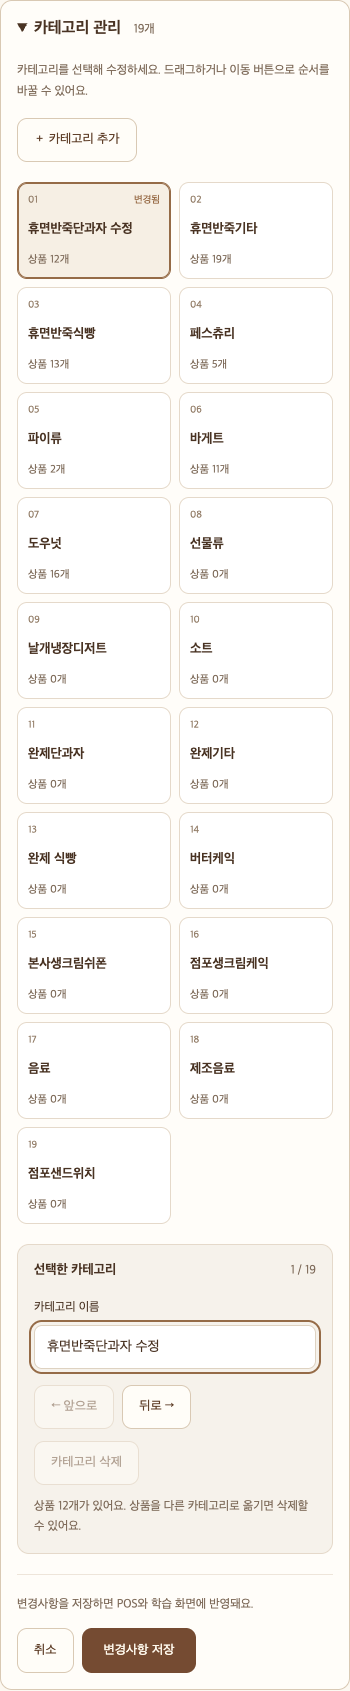 ▼ 카테고리 관리 19개
카테고리를 선택해 수정하세요. 드래그하거나 이동 버튼으로 순서를
바꿀 수 있어요.
+ 카테고리 추가
01 변경됨
휴면반죽단과자 수정
상품 12개
02
휴면반죽기타
상품 19개
03
휴면반죽식빵
상품 13개
04
페스츄리
상품 5개
05
파이류
상품 2개
06
바게트
상품 11개
07
도우넛
상품 16개
08
선물류
상품 0개
09
날개냉장디저트
상품 0개
10
소트
상품 0개
11
완제단과자
상품 0개
12
완제기타
상품 0개
13
완제 식빵
상품 0개
14
버터케익
상품 0개
15
본사생크림쉬폰
상품 0개
16
점포생크림케익
상품 0개
17
음료
상품 0개
18
제조음료
상품 0개
19
점포샌드위치
상품 0개
선택한 카테고리 1 / 19
카테고리 이름
휴면반죽단과자 수정
← 앞으로 뒤로 →
카테고리 삭제
상품 12개가 있어요. 상품을 다른 카테고리로 옮기면 삭제할
수 있어요.
변경사항을 저장하면 POS와 학습 화면에 반영돼요.
취소 변경사항 저장